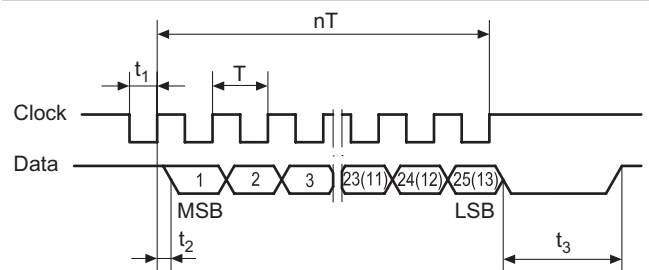 nT
t₁ T
Clock
Data
1 2 3 23(11) 24(12) 25(13)
MSB LSB
t₂ t₃